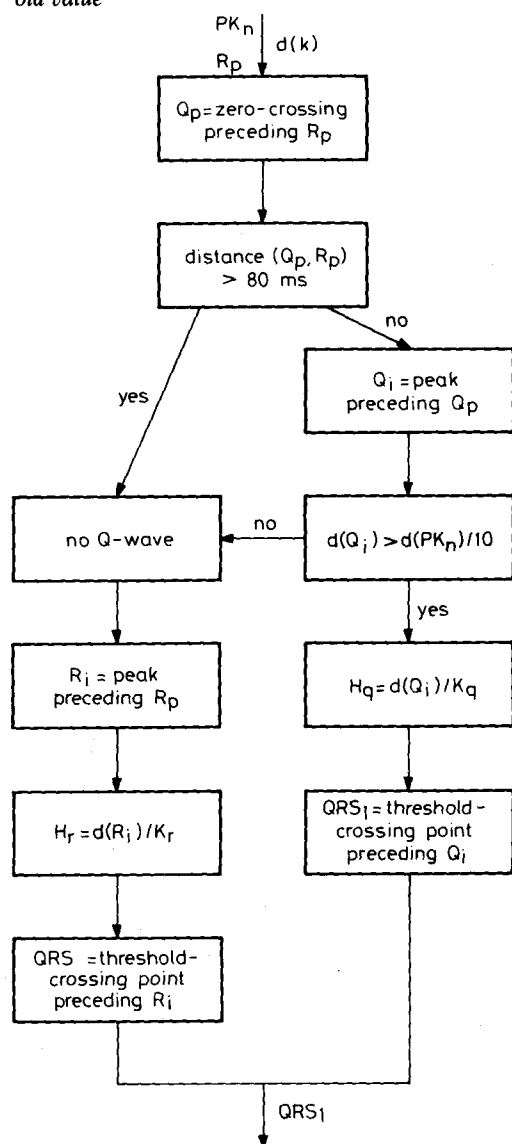 old value
PKn
d(k)
Rp
Qp=zero-crossing
preceding Rp
distance (Qp,Rp)
> 80 ms
no
yes
Qi=peak
preceding Qp
no Q-wave
no
d(Qi)>d(PKn)/10
yes
Ri=peak
preceding Rp
Hq=d(Qi)/Kq
Hr=d(Ri)/Kr
QRS1=threshold-
crossing point
preceding Qi
QRS =threshold-
crossing point
preceding Ri
QRS1